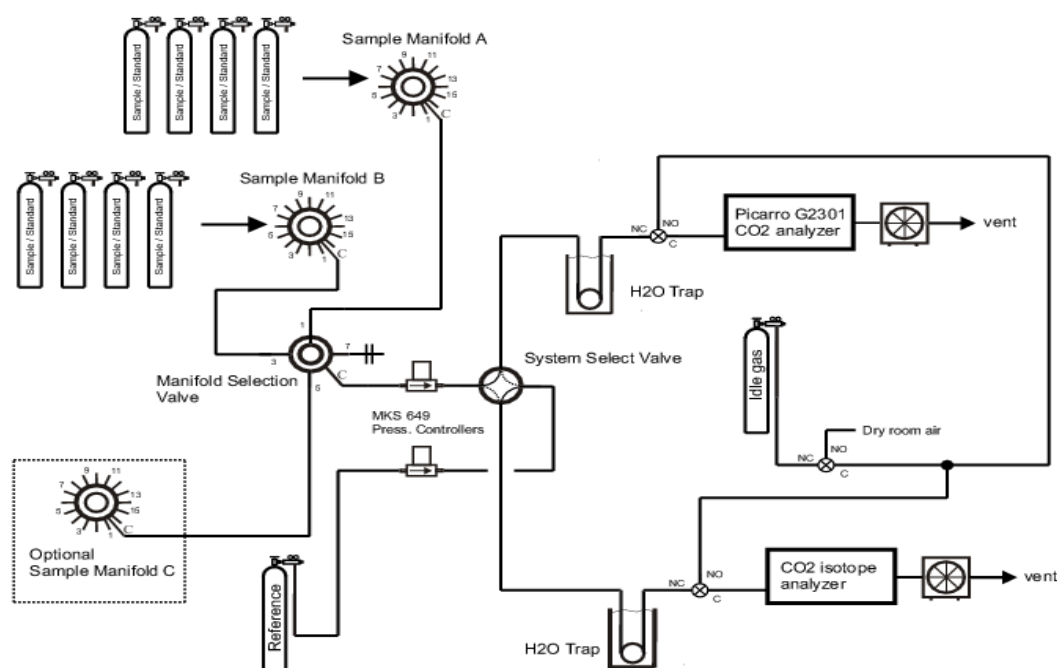 Sample / Standard
Sample / Standard
Sample / Standard
Sample / Standard
Sample Manifold A
1
3
5
7
9
11
13
15
C
Sample / Standard
Sample / Standard
Sample / Standard
Sample / Standard
Sample Manifold B
1
3
5
7
9
11
13
15
C
1
3
5
7
C
Manifold Selection
Valve
MKS 649
Press. Controllers
System Select Valve
H2O Trap
NC
NO
C
Picarro G2301
CO2 analyzer
vent
Idle gas
Dry room air
NC
NO
C
9
11
7
13
5
15
3
1
C
Optional
Sample Manifold C
Reference
H2O Trap
NC
NO
C
CO2 isotope
analyzer
vent